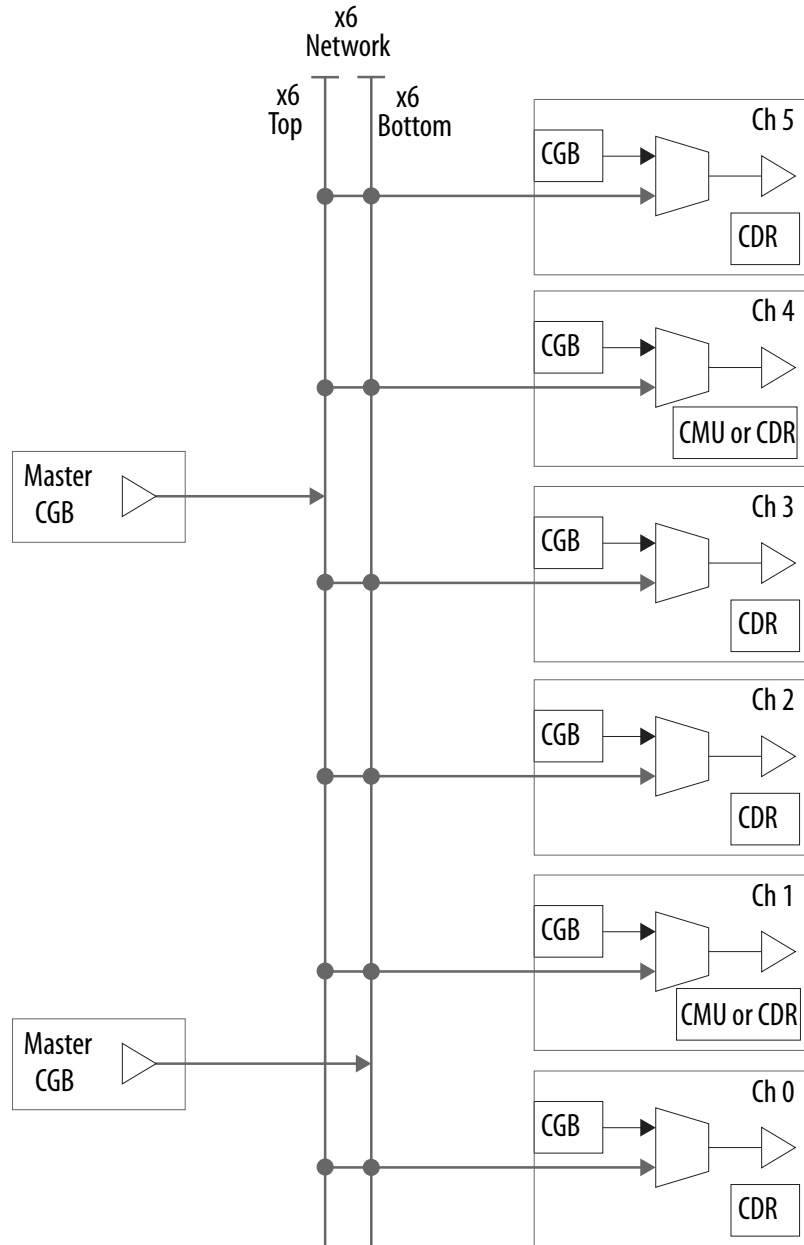 x6
Network
x6
Top
x6
Bottom
Ch 5
CGB
CDR
Ch 4
CGB
CMU or CDR
Master
CGB
Ch 3
CGB
CDR
Ch 2
CGB
CDR
Ch 1
CGB
CMU or CDR
Master
CGB
Ch 0
CGB
CDR